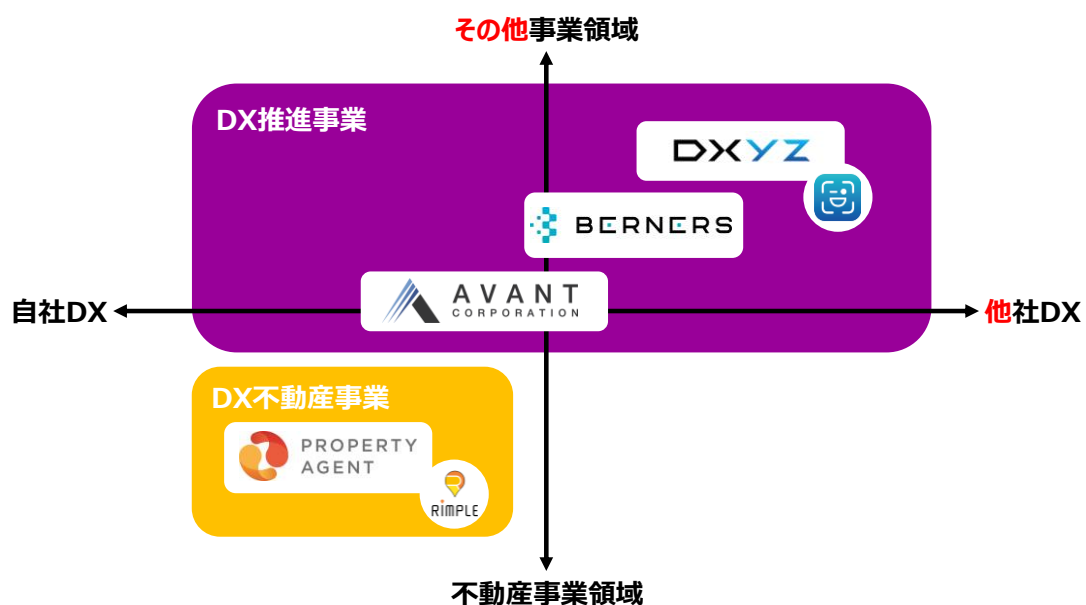 その他事業領域
DX推進事業
DXYZ
BERNERS
AVANT
CORPORATION
自社DX
他社DX
DX不動産事業
PROPERTY
AGENT
RIMPLE
不動産事業領域